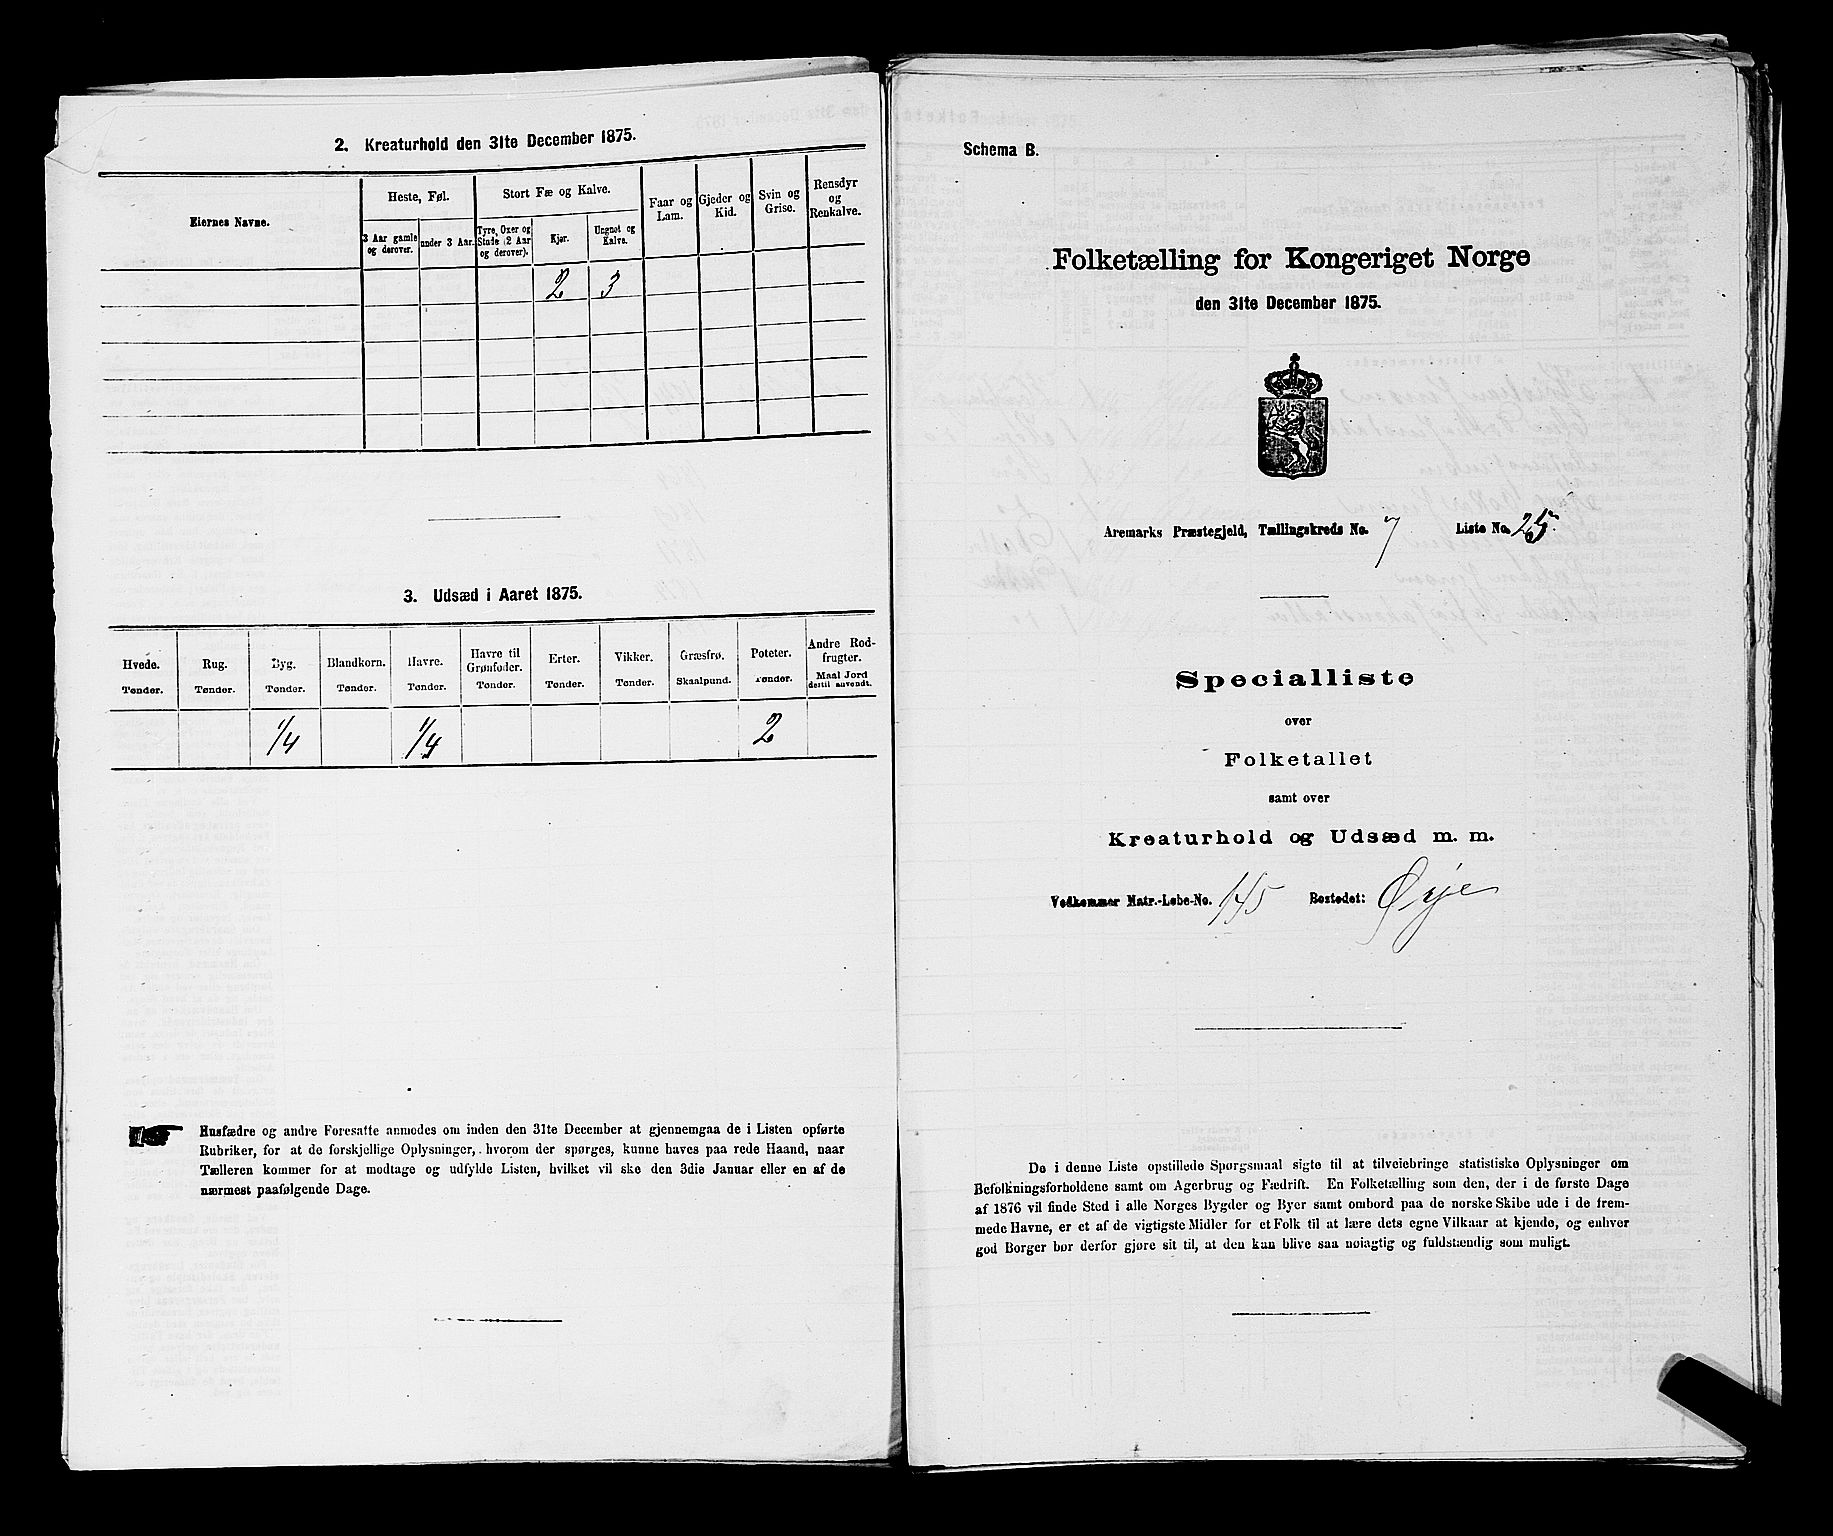 2. Kreaturhold den 31te December 1875.
Eiernes Navne.
Heste, Føl.
Stort Fæ og Kalve.
Faar og Lam.
Gjeder og Kid.
Svin og Grise.
Rensdyr og Renkalve.
3 Aar gamle og derover.
under 3 Aar.
Tyre, Oxer og Stude (2 Aar og derover).
Kjør.
Ungnøt og Kalve.
2 3
3. Udsæd i Aaret 1875.
Hvede. Tønder.
Rug. Tønder.
Byg. Tønder.
Blandkorn. Tønder.
Havre. Tønder.
Havre til Grønfoder. Tønder.
Erter. Tønder.
Vikker. Tønder.
Græsfrø. Skaalpund.
Poteter. Tønder.
Andre Rodfrugter. Maal Jord dertil anvendt.
1/4 1/4 2
Husfædre og andre Foresatte anmodes om inden den 31te December at gjennemgaa de i Listen opførte
Rubriker, for at de forskjellige Oplysninger, hvorom der spørges, kunne haves paa rede Haand, naar
Tælleren kommer for at modtage og udfylde Listen, hvilket vil ske den 3die Januar eller en af de
nærmest paafølgende Dage.
Schema B.
Folketælling for Kongeriget Norge
den 31te December 1875.
Aremarks Præstegjeld, Tællingskreds No. 7 Liste No. 25
Specialliste
over
Folketallet
samt over
Kreaturhold og Udsæd m. m.
Vedkommer Matr.-Løbe-No. 145 Bostedet: Ørje
De i denne Liste opstillede Spørgsmaal sigte til at tilveiebringe statistiske Oplysninger om
Befolkningsforholdene samt om Agerbrug og Fædrift. En Folketælling som den, der i de første Dage
af 1876 vil finde Sted i alle Norges Bygder og Byer samt ombord paa de norske Skibe ude i de frem-
mede Havne, er et af de vigtigste Midler for et Folk til at lære dets egne Vilkaar at kjende, og enhver
god Borger bør derfor gjøre sit til, at den kan blive saa nøiagtig og fuldstændig som muligt.